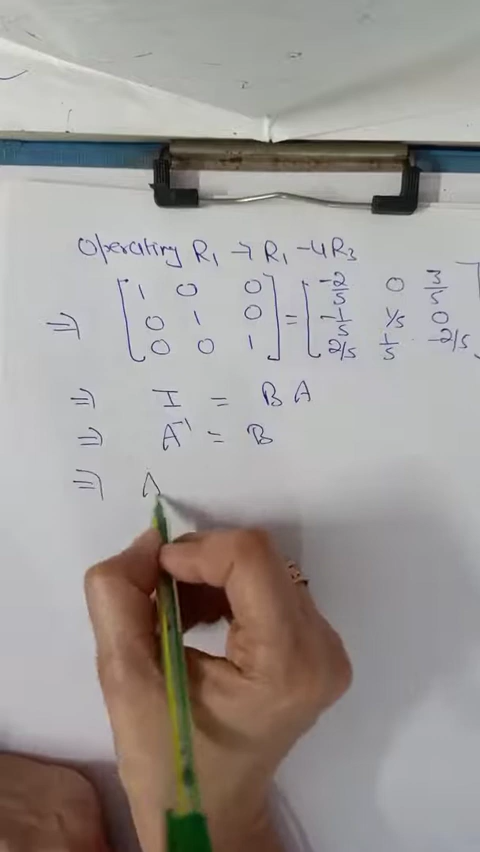 Operating R₁ → R₁ - 4R₃
⇒ [1 0 0 = [-2/5 0 3/5 ]
0 1 0 -1/5 1/5 0
0 0 1] 2/5 1/5 -2/5
⇒ I = BA
⇒ A⁻¹ = B
⇒ A